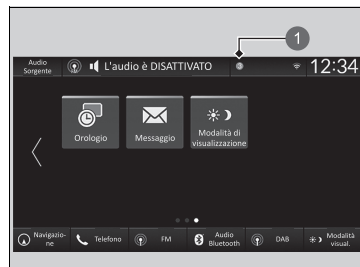 1
Audio
Sorgente
L'audio è DISATTIVATO
12:34
Orologio
Messaggio
Modalità di
visualizzazione
Navigazio-
ne
Telefono
FM
Audio
Bluetooth
DAB
Modalità
visual.